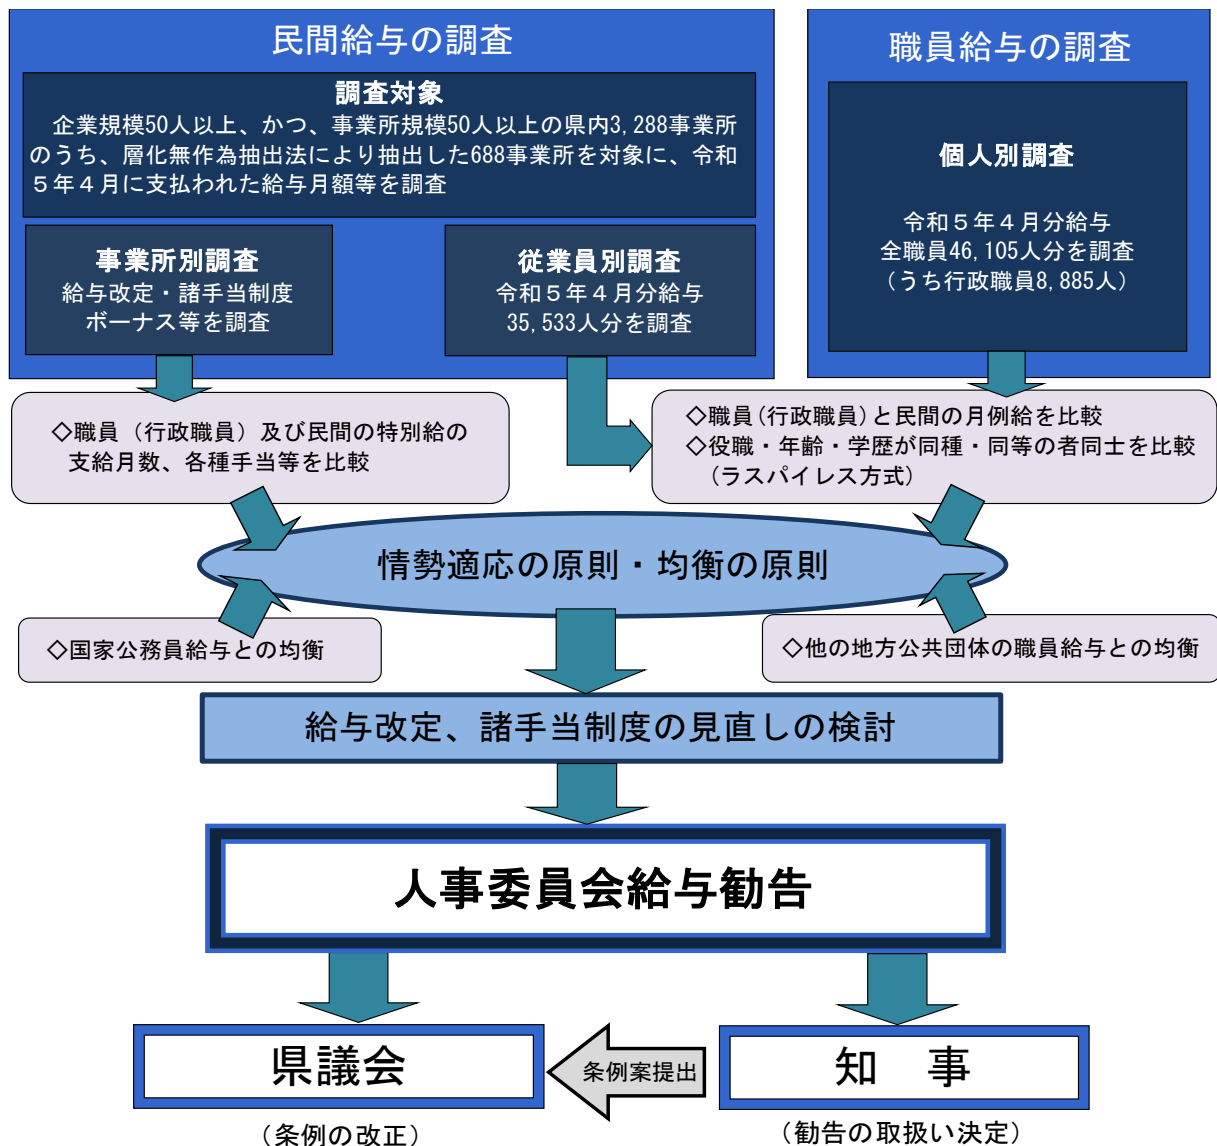 民間給与の調査
調査対象
企業規模50人以上、かつ、事業所規模50人以上の県内3,288事業所
のうち、層化無作為抽出法により抽出した688事業所を対象に、令和
５年４月に支払われた給与月額等を調査
事業所別調査
給与改定・諸手当制度
ボーナス等を調査
従業員別調査
令和５年４月分給与
35,533人分を調査
職員給与の調査
個人別調査
令和５年４月分給与
全職員46,105人分を調査
（うち行政職員8,885人）
◇職員（行政職員）及び民間の特別給の
支給月数、各種手当等を比較
◇職員(行政職員)と民間の月例給を比較
◇役職・年齢・学歴が同種・同等の者同士を比較
（ラスパイレス方式）
情勢適応の原則・均衡の原則
◇国家公務員給与との均衡
◇他の地方公共団体の職員給与との均衡
給与改定、諸手当制度の見直しの検討
人事委員会給与勧告
県議会
条例案提出
知　事
（条例の改正）
（勧告の取扱い決定）